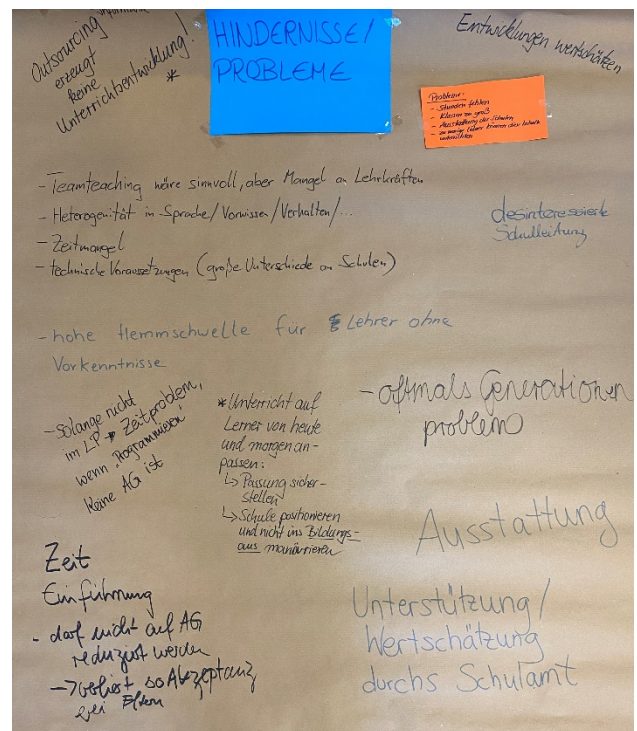 Outsourcing
erzeugt
keine
Unterrichtsentwicklung!
*
HINDERNISSE/
PROBLEME
Entwicklungen wertschätzen
Probleme:
- Stunden fehlen
- Klassen zu groß
- Ausstattung der Schulen
- zu wenige Lehrer können den Inhalt
- Teamteaching wäre sinnvoll, aber Mangel an Lehrkräften
- Heterogenität in Sprache/Vorwissen/Verhalten/...
- Zeitmangel
- technische Voraussetzungen (große Unterschiede an Schulen)
desinteressierte
Schulleitung
- hohe Hemmschwelle für Lehrer ohne
Vorkenntnisse
- solange nicht
im LP → Zeitproblem,
wenn "Programmieren"
keine AG ist
* Unterricht auf
Lerner von heute
und morgen an-
passen:
↳ Passung sicher-
stellen
↳ Schule positionieren
und nicht ins Bildungs-
aus manövrieren
- oftmals Generationen
problem
Ausstattung
Zeit
Einführung
- darf nicht auf AG
reduziert werden
-> verliert so Akzeptanz
bei Eltern
Unterstützung/
Wertschätzung
durchs Schulamt